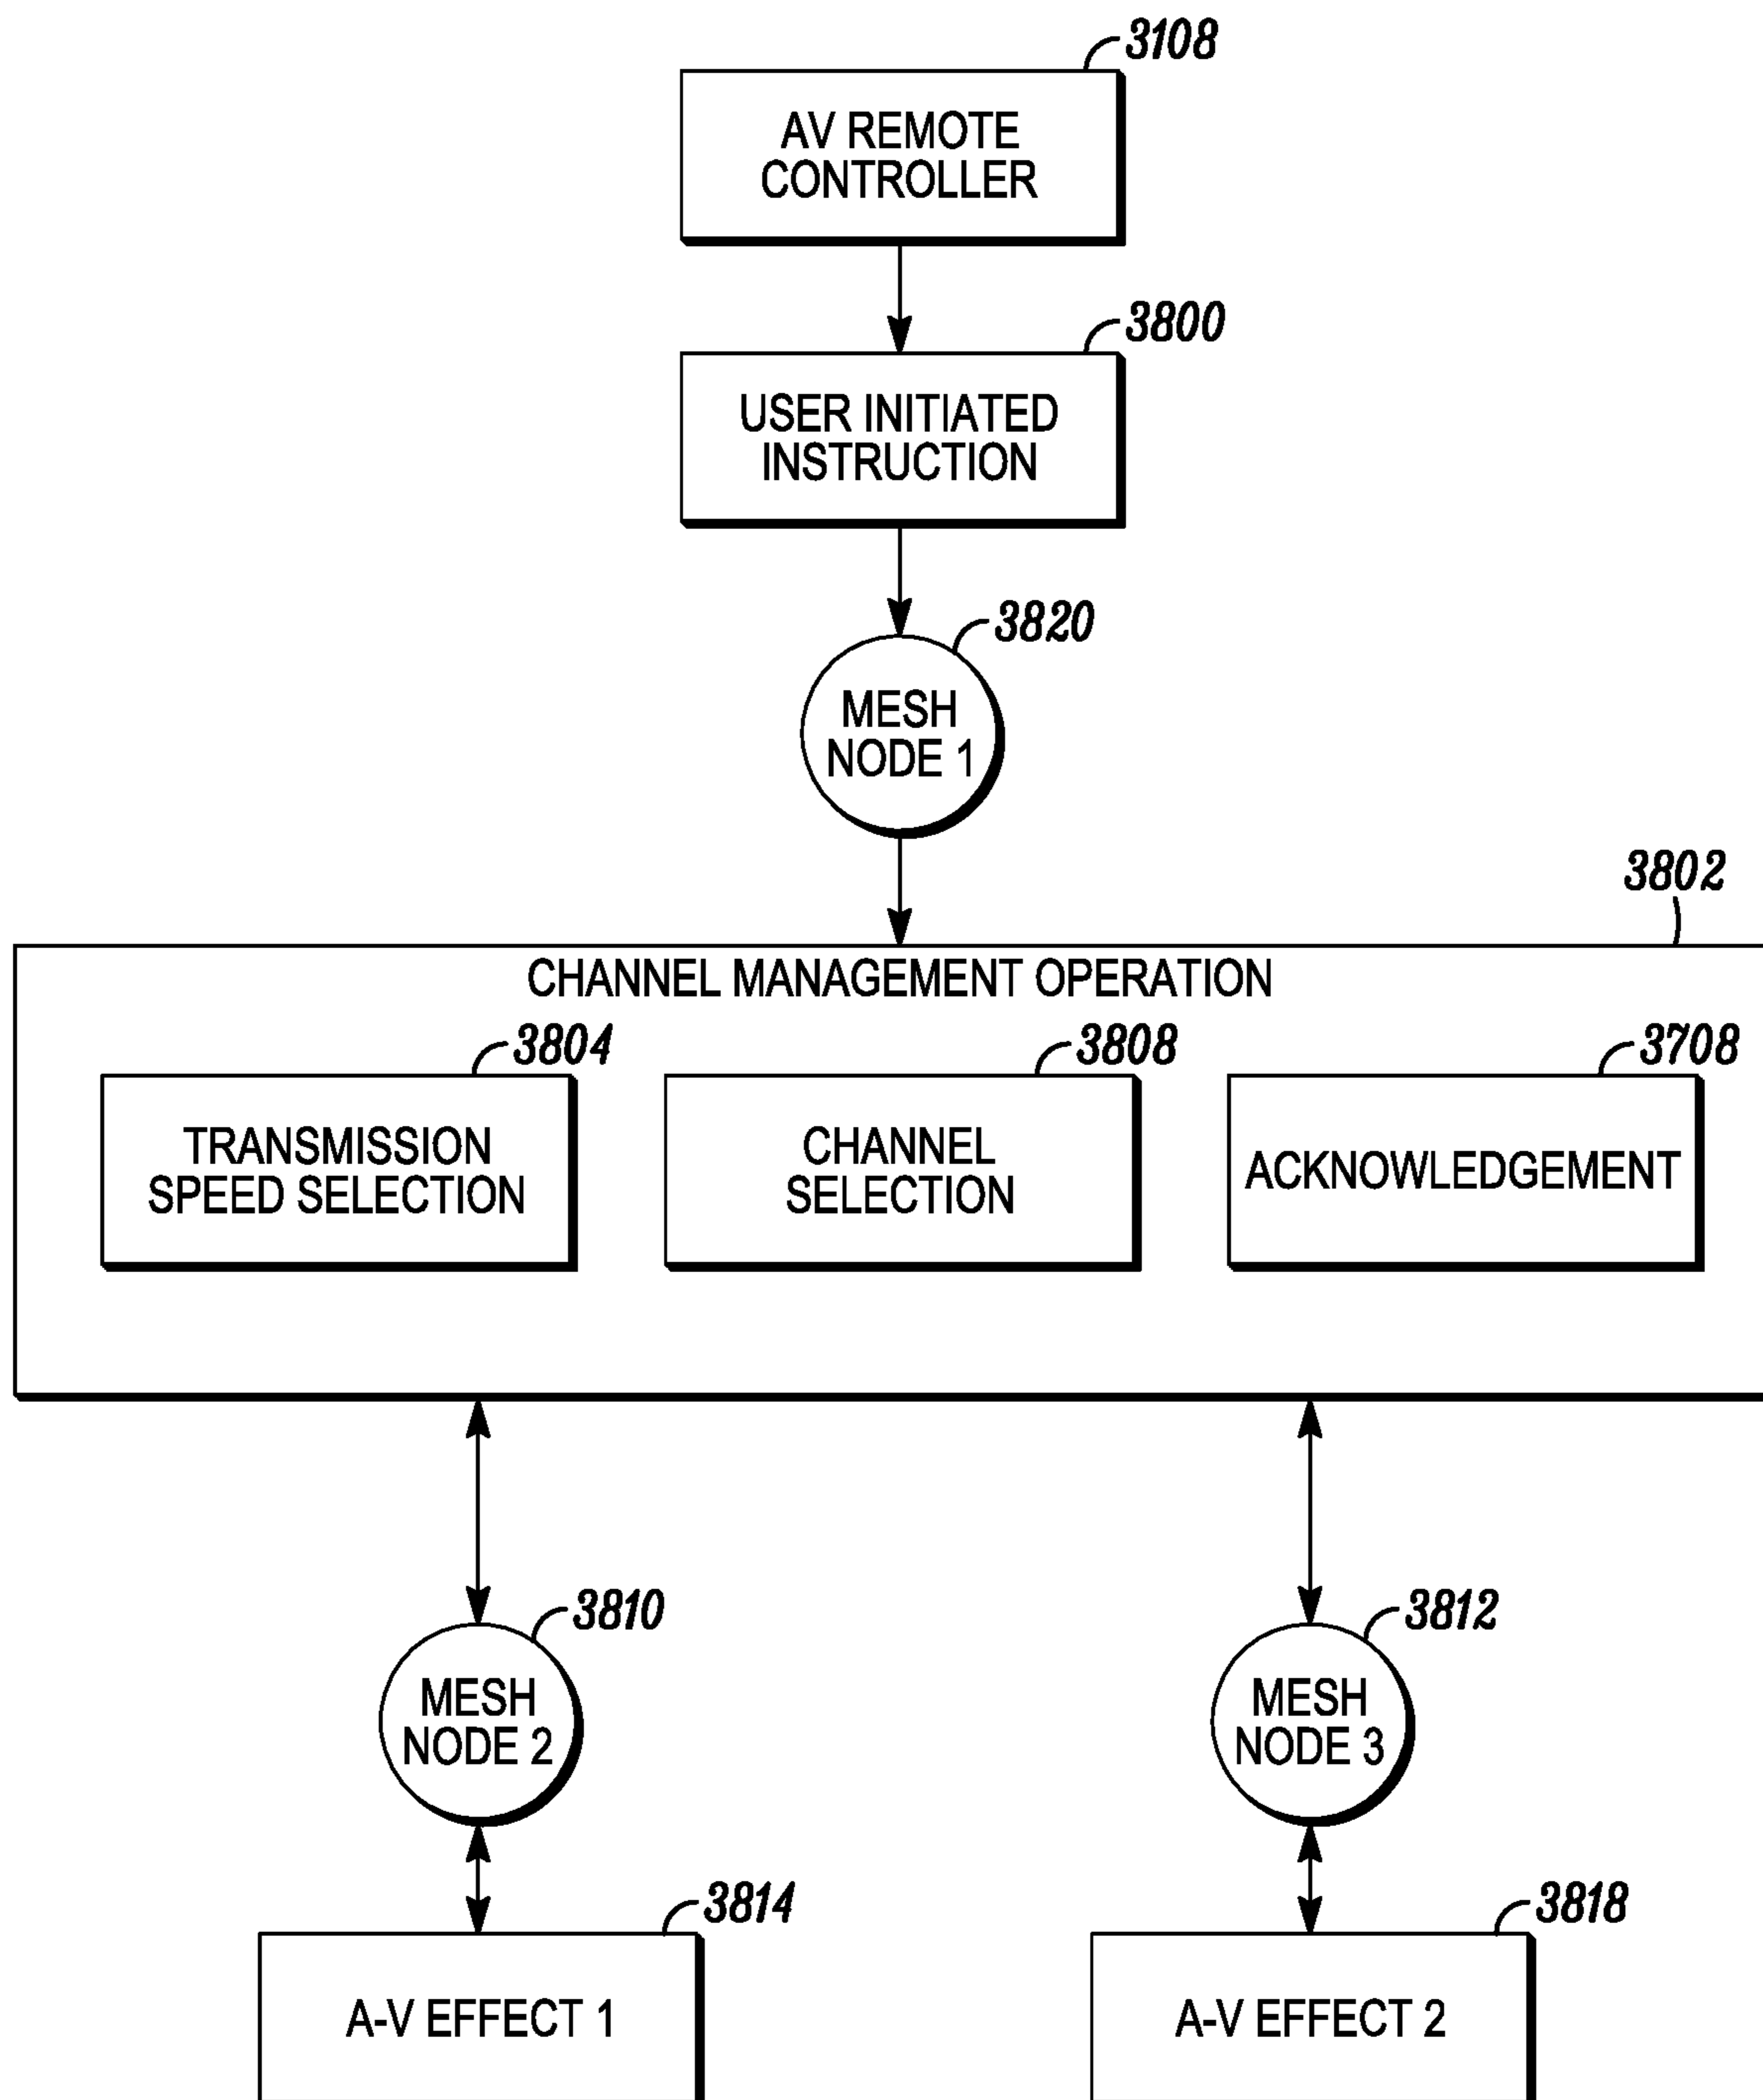 3108
AV REMOTE
CONTROLLER
3800
USER INITIATED
INSTRUCTION
3820
MESH
NODE 1
3802
CHANNEL MANAGEMENT OPERATION
3804
TRANSMISSION
SPEED SELECTION
3808
CHANNEL
SELECTION
3708
ACKNOWLEDGEMENT
3810
MESH
NODE 2
3812
MESH
NODE 3
3814
A-V EFFECT 1
3818
A-V EFFECT 2